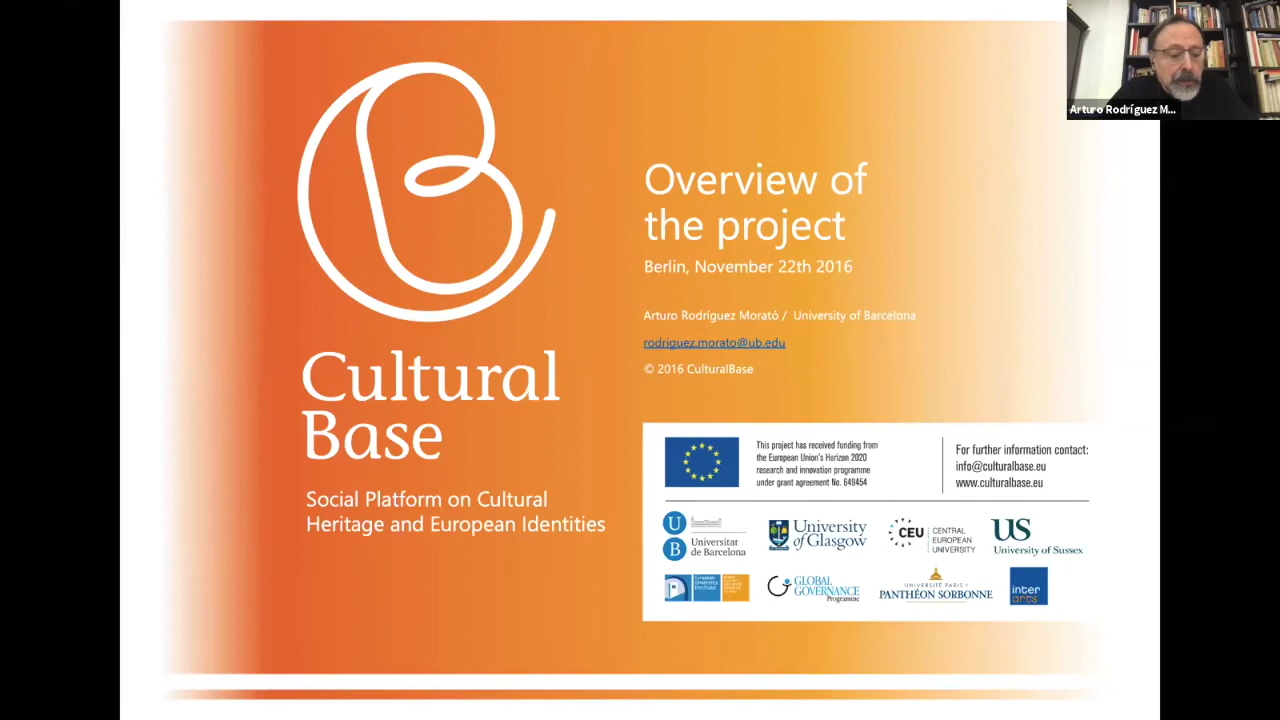 Arturo Rodríguez M...
Overview of
the project
Berlin, November 22th 2016
Arturo Rodríguez Morató / University of Barcelona
rodriguez.morato@ub.edu
© 2016 CulturalBase
Cultural
Base
Social Platform on Cultural
Heritage and European Identities
This project has received funding from
the European Union's Horizon 2020
research and innovation programme
under grant agreement No. 649454
For further information contact:
info@culturalbase.eu
www.culturalbase.eu
U
B
Universitat
de Barcelona
University
of Glasgow
CEU
CENTRAL
EUROPEAN
UNIVERSITY
US
University of Sussex
European
University
Institute
GLOBAL
GOVERNANCE
Programme
UNIVERSITÉ PARIS 1
PANTHÉON SORBONNE
inter
arts